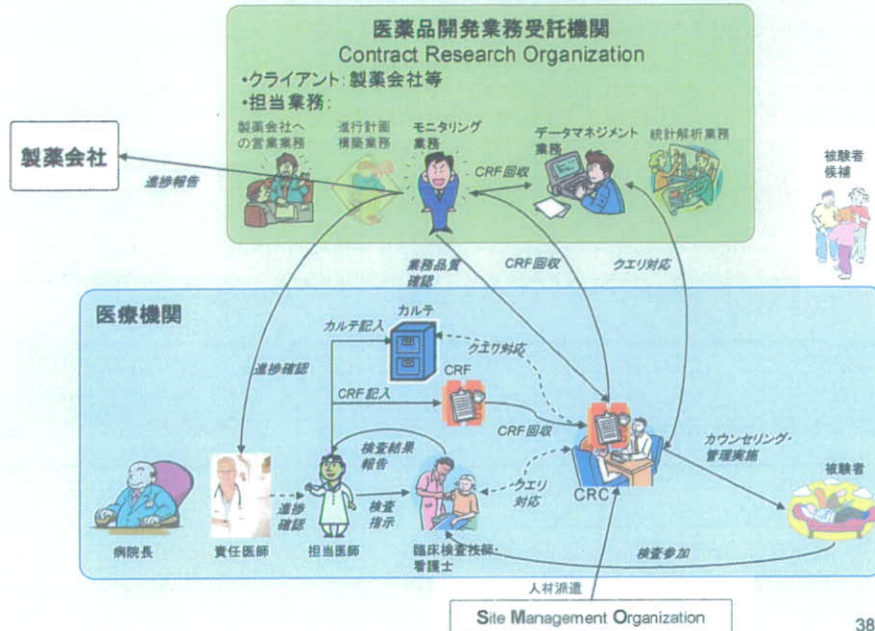 医薬品開発業務受託機関
Contract Research Organization
•クライアント: 製薬会社等
•担当業務:
製薬会社へ
の営業業務
進行計画
構築業務
モニタリング
業務
データマネジメント
業務
統計解析業務
製薬会社
進捗報告
CRF回収
被験者
候補
業務品質
確認
CRF回収
クエリ対応
医療機関
カルテ
カルテ記入
クエリ対応
進捗確認
CRF
CRF記入
CRF回収
検査結果
報告
クエリ
対応
カウンセリング・
管理実施
被験者
CRC
進捗
確認
検査
指示
病院長
責任医師
担当医師
臨床検査技師・
看護士
検査参加
人材派遣
Site Management Organization
38